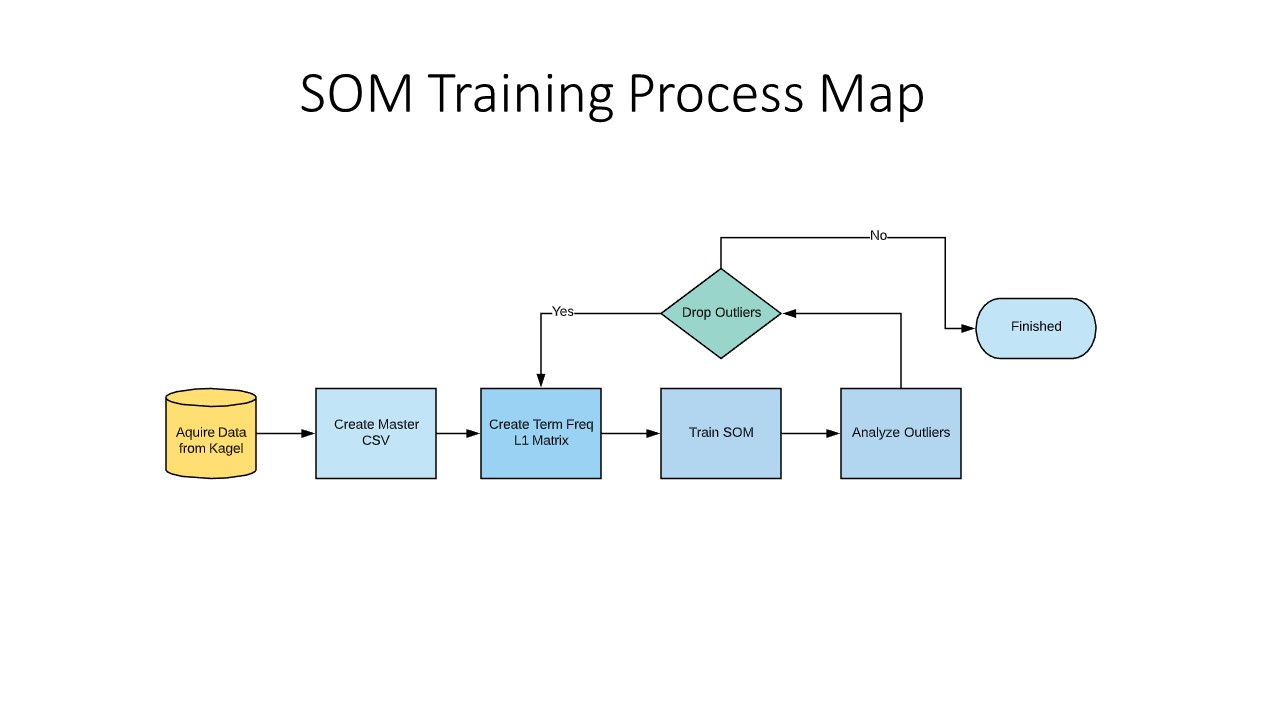 SOM Training Process Map
No
Yes
Drop Outliers
Finished
Aquire Data
from Kagel
Create Master
CSV
Create Term Freq
L1 Matrix
Train SOM
Analyze Outliers